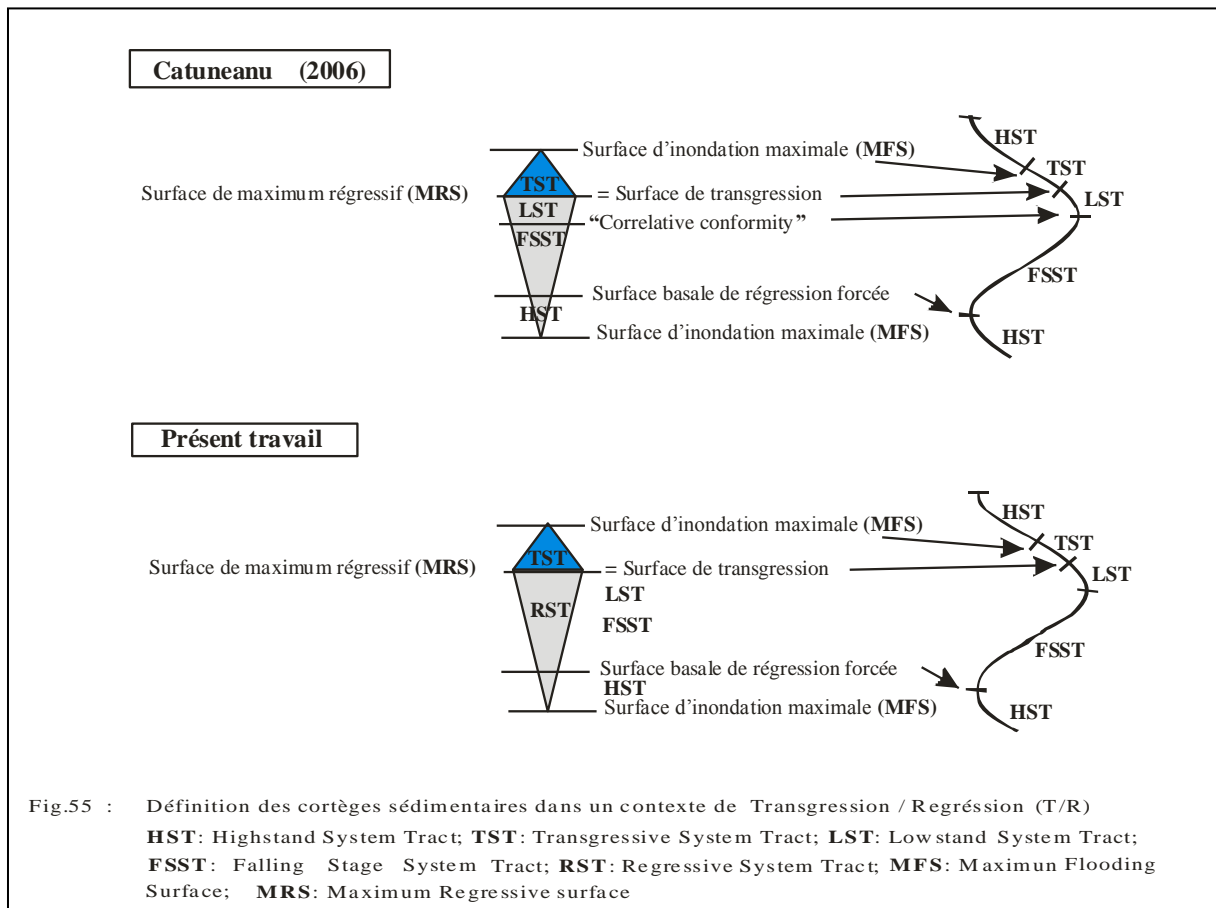 Catuneanu (2006)
HST
Surface d'inondation maximale (MFS)
TST
TST
Surface de maximum régressif (MRS)
= Surface de transgression
LST
LST
“Correlative conformity”
FSST
FSST
Surface basale de régression forcée
HST
HST
Surface d'inondation maximale (MFS)
Présent travail
HST
Surface d'inondation maximale (MFS)
TST
TST
Surface de maximum régressif (MRS)
= Surface de transgression
LST
LST
RST
FSST
FSST
Surface basale de régression forcée
HST
HST
Surface d'inondation maximale (MFS)
Fig.55 : Définition des cortèges sédimentaires dans un contexte de Transgression / Regréssion (T/R)
HST: Highstand System Tract; TST: Transgressive System Tract; LST: Lowstand System Tract;
FSST: Falling Stage System Tract; RST: Regressive System Tract; MFS: Maximun Flooding
Surface; MRS: Maximum Regressive surface